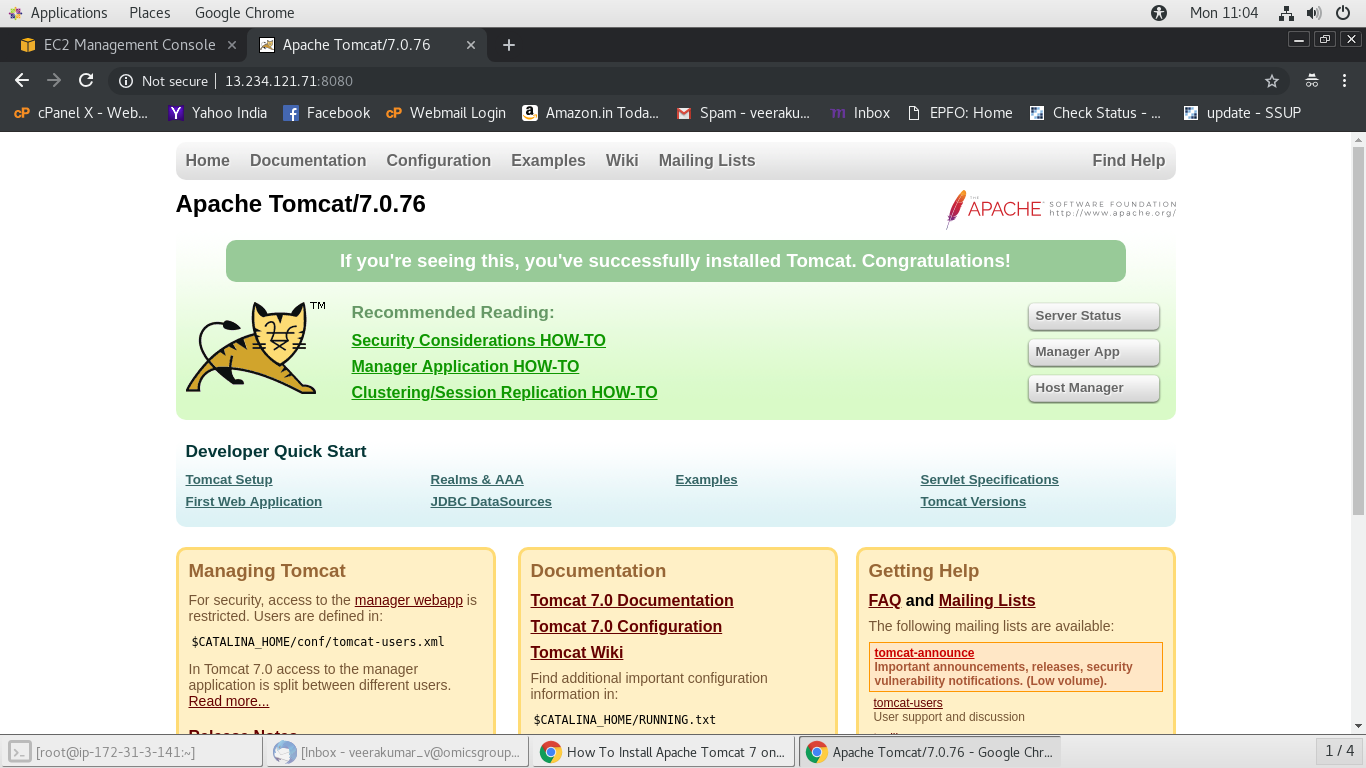 Applications Places Google Chrome Mon 11:04
EC2 Management Console Apache Tomcat/7.0.76
Not secure 13.234.121.71:8080
cP cPanel X - Web... Yahoo India Facebook cP Webmail Login Amazon.in Toda... Spam - veeraku... m Inbox EPFO: Home Check Status - ... update - SSUP
Home Documentation Configuration Examples Wiki Mailing Lists Find Help
Apache Tomcat/7.0.76
THE APACHE SOFTWARE FOUNDATION
http://www.apache.org/
If you're seeing this, you've successfully installed Tomcat. Congratulations!
TM
Recommended Reading:
Security Considerations HOW-TO
Manager Application HOW-TO
Clustering/Session Replication HOW-TO
Server Status
Manager App
Host Manager
Developer Quick Start
Tomcat Setup Realms & AAA Examples Servlet Specifications
First Web Application JDBC DataSources Tomcat Versions
Managing Tomcat
For security, access to the manager webapp is
restricted. Users are defined in:
$CATALINA_HOME/conf/tomcat-users.xml
In Tomcat 7.0 access to the manager
application is split between different users.
Read more...
Release Notes
Documentation
Tomcat 7.0 Documentation
Tomcat 7.0 Configuration
Tomcat Wiki
Find additional important configuration
information in:
$CATALINA_HOME/RUNNING.txt
Getting Help
FAQ and Mailing Lists
The following mailing lists are available:
tomcat-announce
Important announcements, releases, security
vulnerability notifications. (Low volume).
tomcat-users
User support and discussion
[root@ip-172-31-3-141:~] [Inbox - veerakumar_v@omicsgroup... How To Install Apache Tomcat 7 on... Apache Tomcat/7.0.76 - Google Chr... 1 / 4